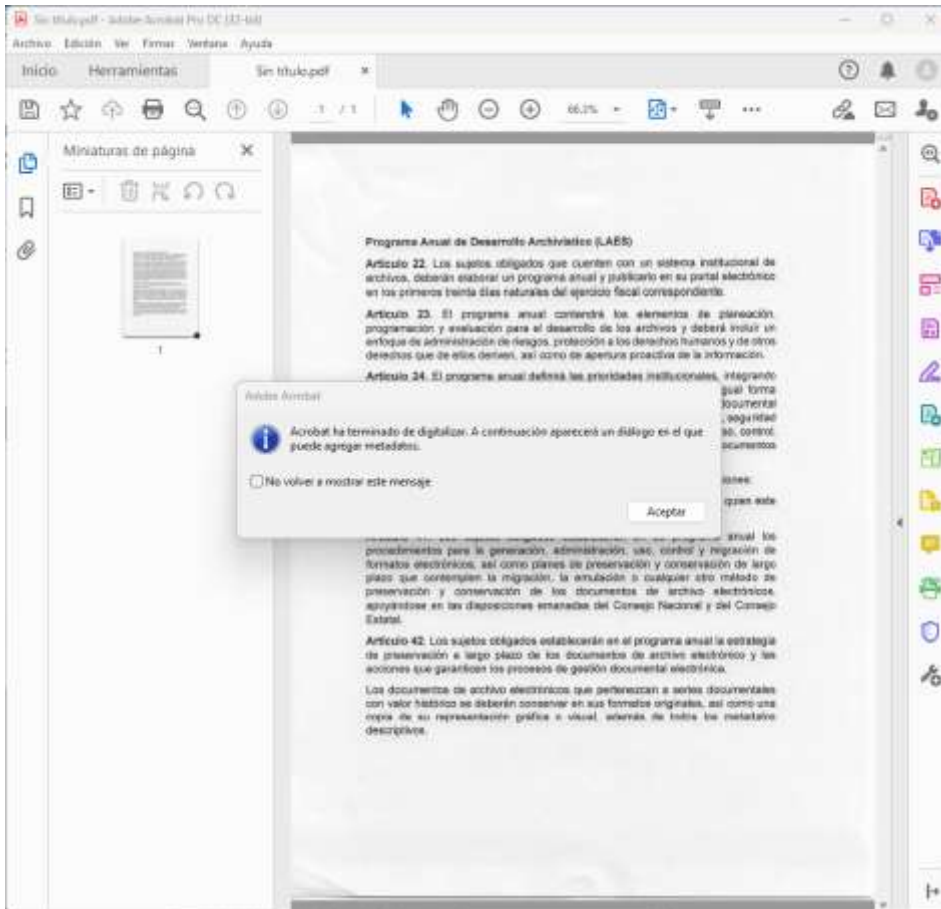 Sin título.pdf - Adobe Acrobat Pro DC (32-bit)
Archivo Edición Ver Firmar Ventana Ayuda
Inicio Herramientas Sin título.pdf ×
1 / 1 66,2%
Miniaturas de página ×
1
Programa Anual de Desarrollo Archivístico (LAES)
Artículo 22. Los sujetos obligados que cuenten con un sistema institucional de
archivos, deberán elaborar un programa anual y publicarlo en su portal electrónico
en los primeros treinta días naturales del ejercicio fiscal correspondiente.
Artículo 23. El programa anual contendrá los elementos de planeación,
programación y evaluación para el desarrollo de los archivos y deberá incluir un
enfoque de administración de riesgos, protección a los derechos humanos y de otros
derechos que de ellos deriven, así como de apertura proactiva de la información.
Artículo 24. El programa anual definirá las prioridades institucionales, integrando
gual forma
documental
, seguridad
so, control,
ocumentos
Adobe Acrobat
Acrobat ha terminado de digitalizar. A continuación aparecerá un diálogo en el que
puede agregar metadatos.
No volver a mostrar este mensaje
Aceptar
iones:
quien este
anual los
procedimientos para la generación, administración, uso, control y migración de
formatos electrónicos, así como planes de preservación y conservación de largo
plazo que contemplen la migración, la emulación o cualquier otro método de
preservación y conservación de los documentos de archivo electrónicos,
apoyándose en las disposiciones emanadas del Consejo Nacional y del Consejo
Estatal.
Artículo 42. Los sujetos obligados establecerán en el programa anual la estrategia
de preservación a largo plazo de los documentos de archivo electrónico y las
acciones que garanticen los procesos de gestión documental electrónica.
Los documentos de archivo electrónicos que pertenezcan a series documentales
con valor histórico se deberán conservar en sus formatos originales, así como una
copia de su representación gráfica o visual, además de todos los metadatos
descriptivos.